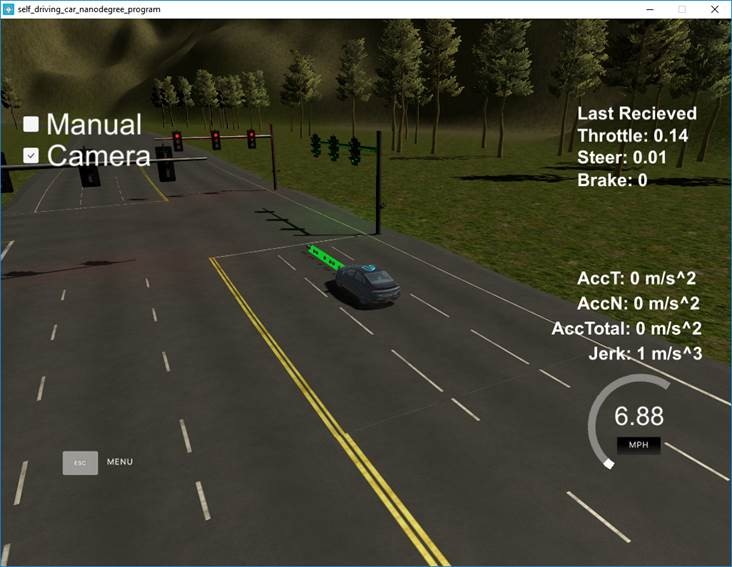 self_driving_car_nanodegree_program
Manual
Camera
Last Recieved
Throttle: 0.14
Steer: 0.01
Brake: 0
AccT: 0 m/s^2
AccN: 0 m/s^2
AccTotal: 0 m/s^2
Jerk: 1 m/s^3
6.88
MPH
ESC
MENU